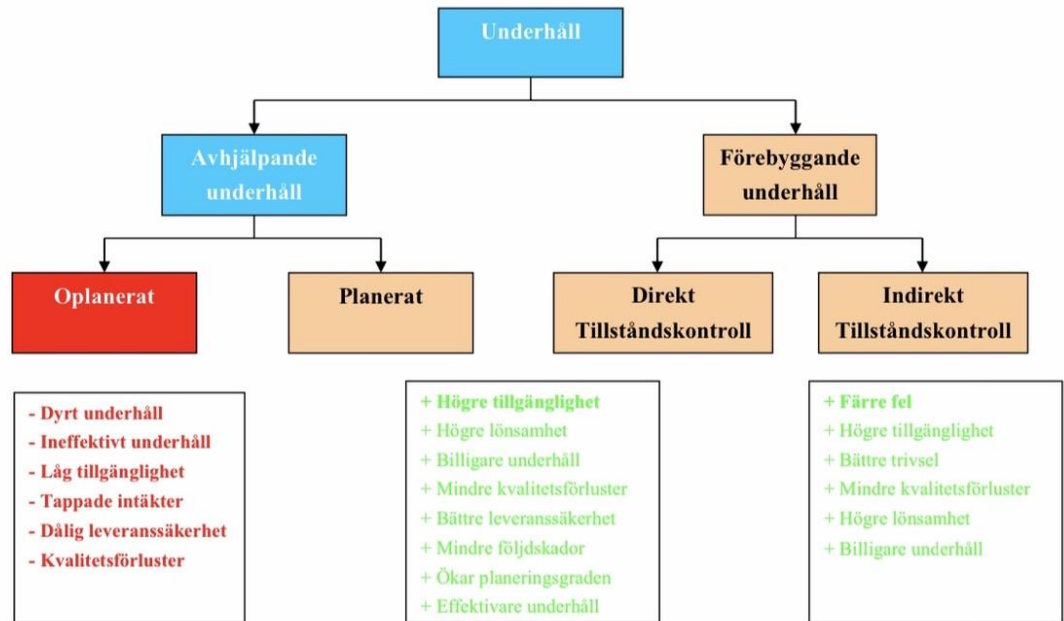 Underhåll
Avhjälpande
underhåll
Förebyggande
underhåll
Oplanerat
Planerat
Direkt
Tillståndskontroll
Indirekt
Tillståndskontroll
- Dyrt underhåll
- Ineffektivt underhåll
- Låg tillgänglighet
- Tappade intäkter
- Dålig leveranssäkerhet
- Kvalitetsförluster
+ Högre tillgänglighet
+ Högre lönsamhet
+ Billigare underhåll
+ Mindre kvalitetsförluster
+ Bättre leveranssäkerhet
+ Mindre följdskador
+ Ökar planeringsgraden
+ Effektivare underhåll
+ Färre fel
+ Högre tillgänglighet
+ Bättre trivsel
+ Mindre kvalitetsförluster
+ Högre lönsamhet
+ Billigare underhåll